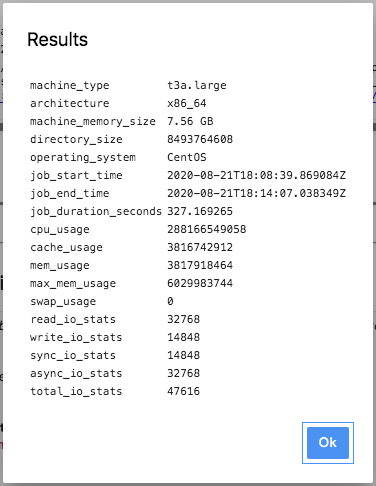 Results
machine_type t3a.large
architecture x86_64
machine_memory_size 7.56 GB
directory_size 8493764608
operating_system CentOS
job_start_time 2020-08-21T18:08:39.869084Z
job_end_time 2020-08-21T18:14:07.038349Z
job_duration_seconds 327.169265
cpu_usage 288166549058
cache_usage 3816742912
mem_usage 3817918464
max_mem_usage 6029983744
swap_usage 0
read_io_stats 32768
write_io_stats 14848
sync_io_stats 14848
async_io_stats 32768
total_io_stats 47616
Ok